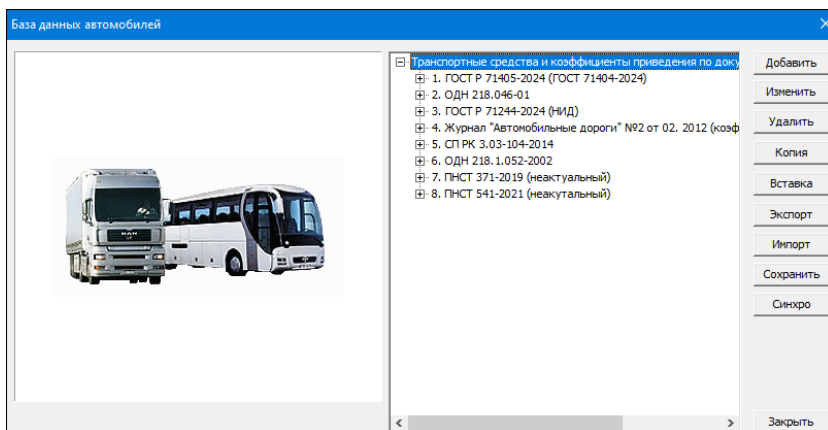 База данных автомобилей
Транспортные средства и коэффициенты приведения по доку
1. ГОСТ Р 71405-2024 (ГОСТ 71404-2024)
2. ОДН 218.046-01
3. ГОСТ Р 71244-2024 (НИД)
4. Журнал "Автомобильные дороги" №2 от 02. 2012 (коэф
5. СП РК 3.03-104-2014
6. ОДН 218.1.052-2002
7. ПНСТ 371-2019 (неактуальный)
8. ПНСТ 541-2021 (неакутальный)
Добавить
Изменить
Удалить
Копия
Вставка
Экспорт
Импорт
Сохранить
Синхро
Закрыть
MAN